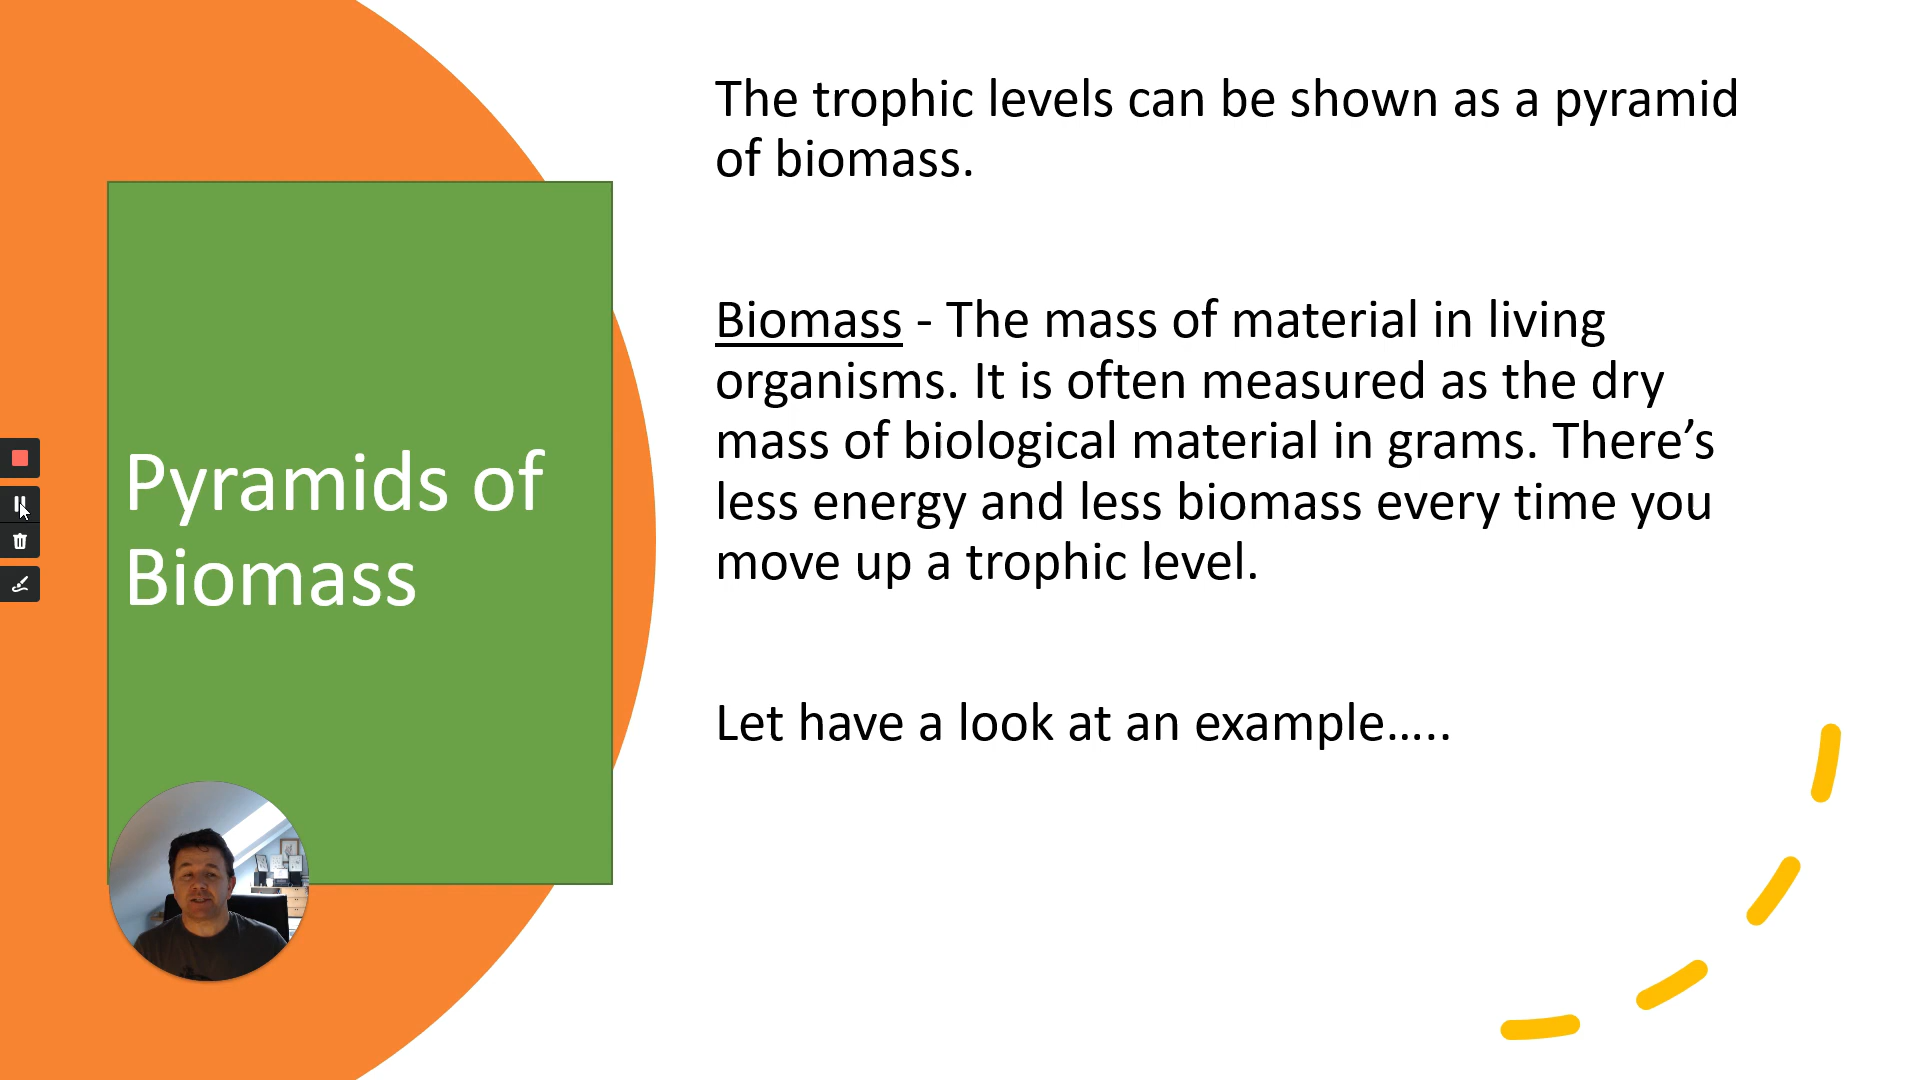 Pyramids of
Biomass
The trophic levels can be shown as a pyramid
of biomass.
Biomass - The mass of material in living
organisms. It is often measured as the dry
mass of biological material in grams. There’s
less energy and less biomass every time you
move up a trophic level.
Let have a look at an example…..